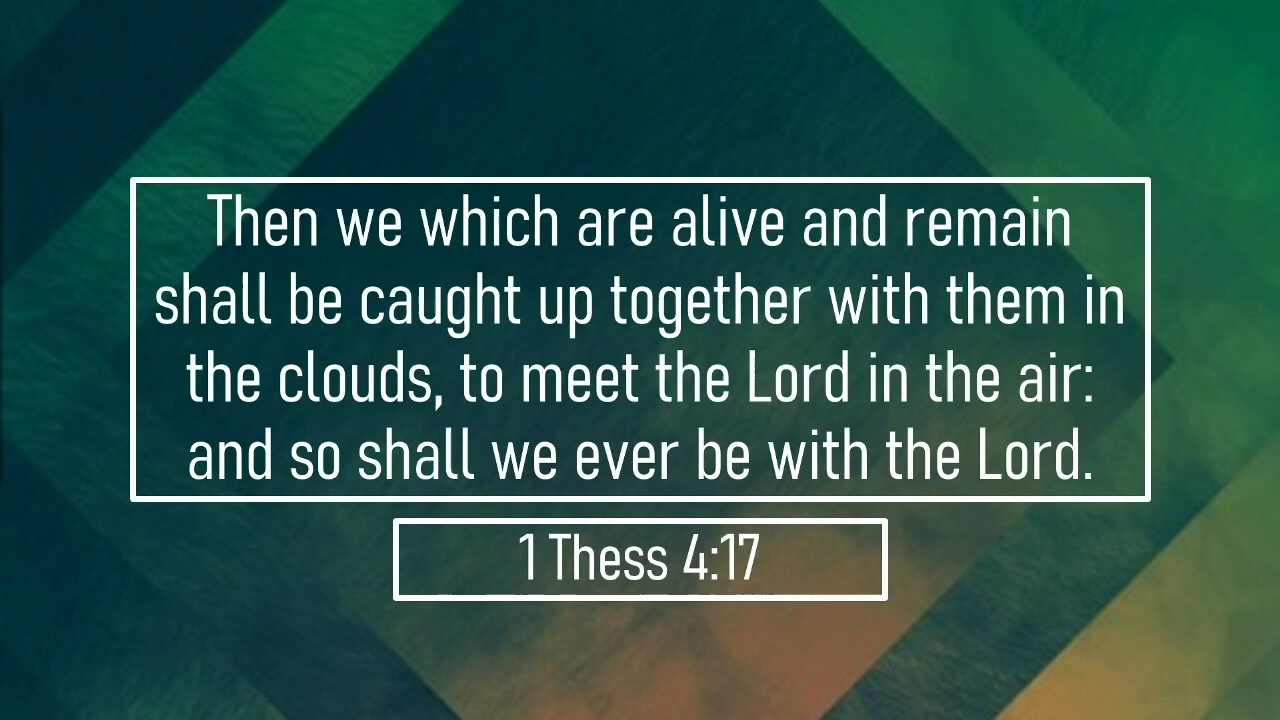 Then we which are alive and remain
shall be caught up together with them in
the clouds, to meet the Lord in the air:
and so shall we ever be with the Lord.
1 Thess 4:17